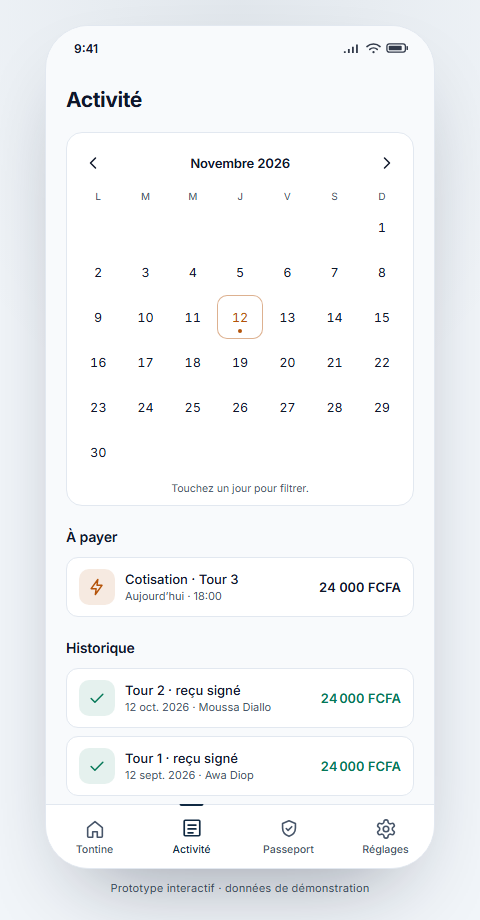 9:41
Activité
Novembre 2026
L M M J V S D
1
2 3 4 5 6 7 8
9 10 11 12 13 14 15
16 17 18 19 20 21 22
23 24 25 26 27 28 29
30
Touchez un jour pour filtrer.
À payer
Cotisation · Tour 3
24 000 FCFA
Aujourd'hui · 18:00
Historique
Tour 2 · reçu signé
24 000 FCFA
12 oct. 2026 · Moussa Diallo
Tour 1 · reçu signé
24 000 FCFA
12 sept. 2026 · Awa Diop
Tontine Activité Passeport Réglages
Prototype interactif · données de démonstration